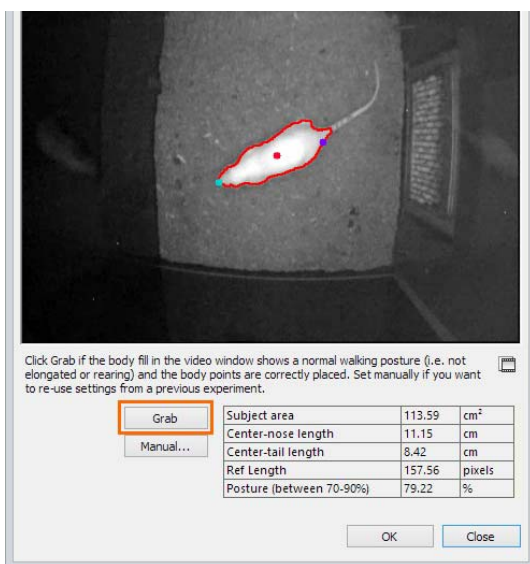 Click Grab if the body fill in the video window shows a normal walking posture (i.e. not
elongated or rearing) and the body points are correctly placed. Set manually if you want
to re-use settings from a previous experiment.
Grab
Manual...
Subject area 113.59 cm²
Center-nose length 11.15 cm
Center-tail length 8.42 cm
Ref Length 157.56 pixels
Posture (between 70-90%) 79.22 %
OK
Close